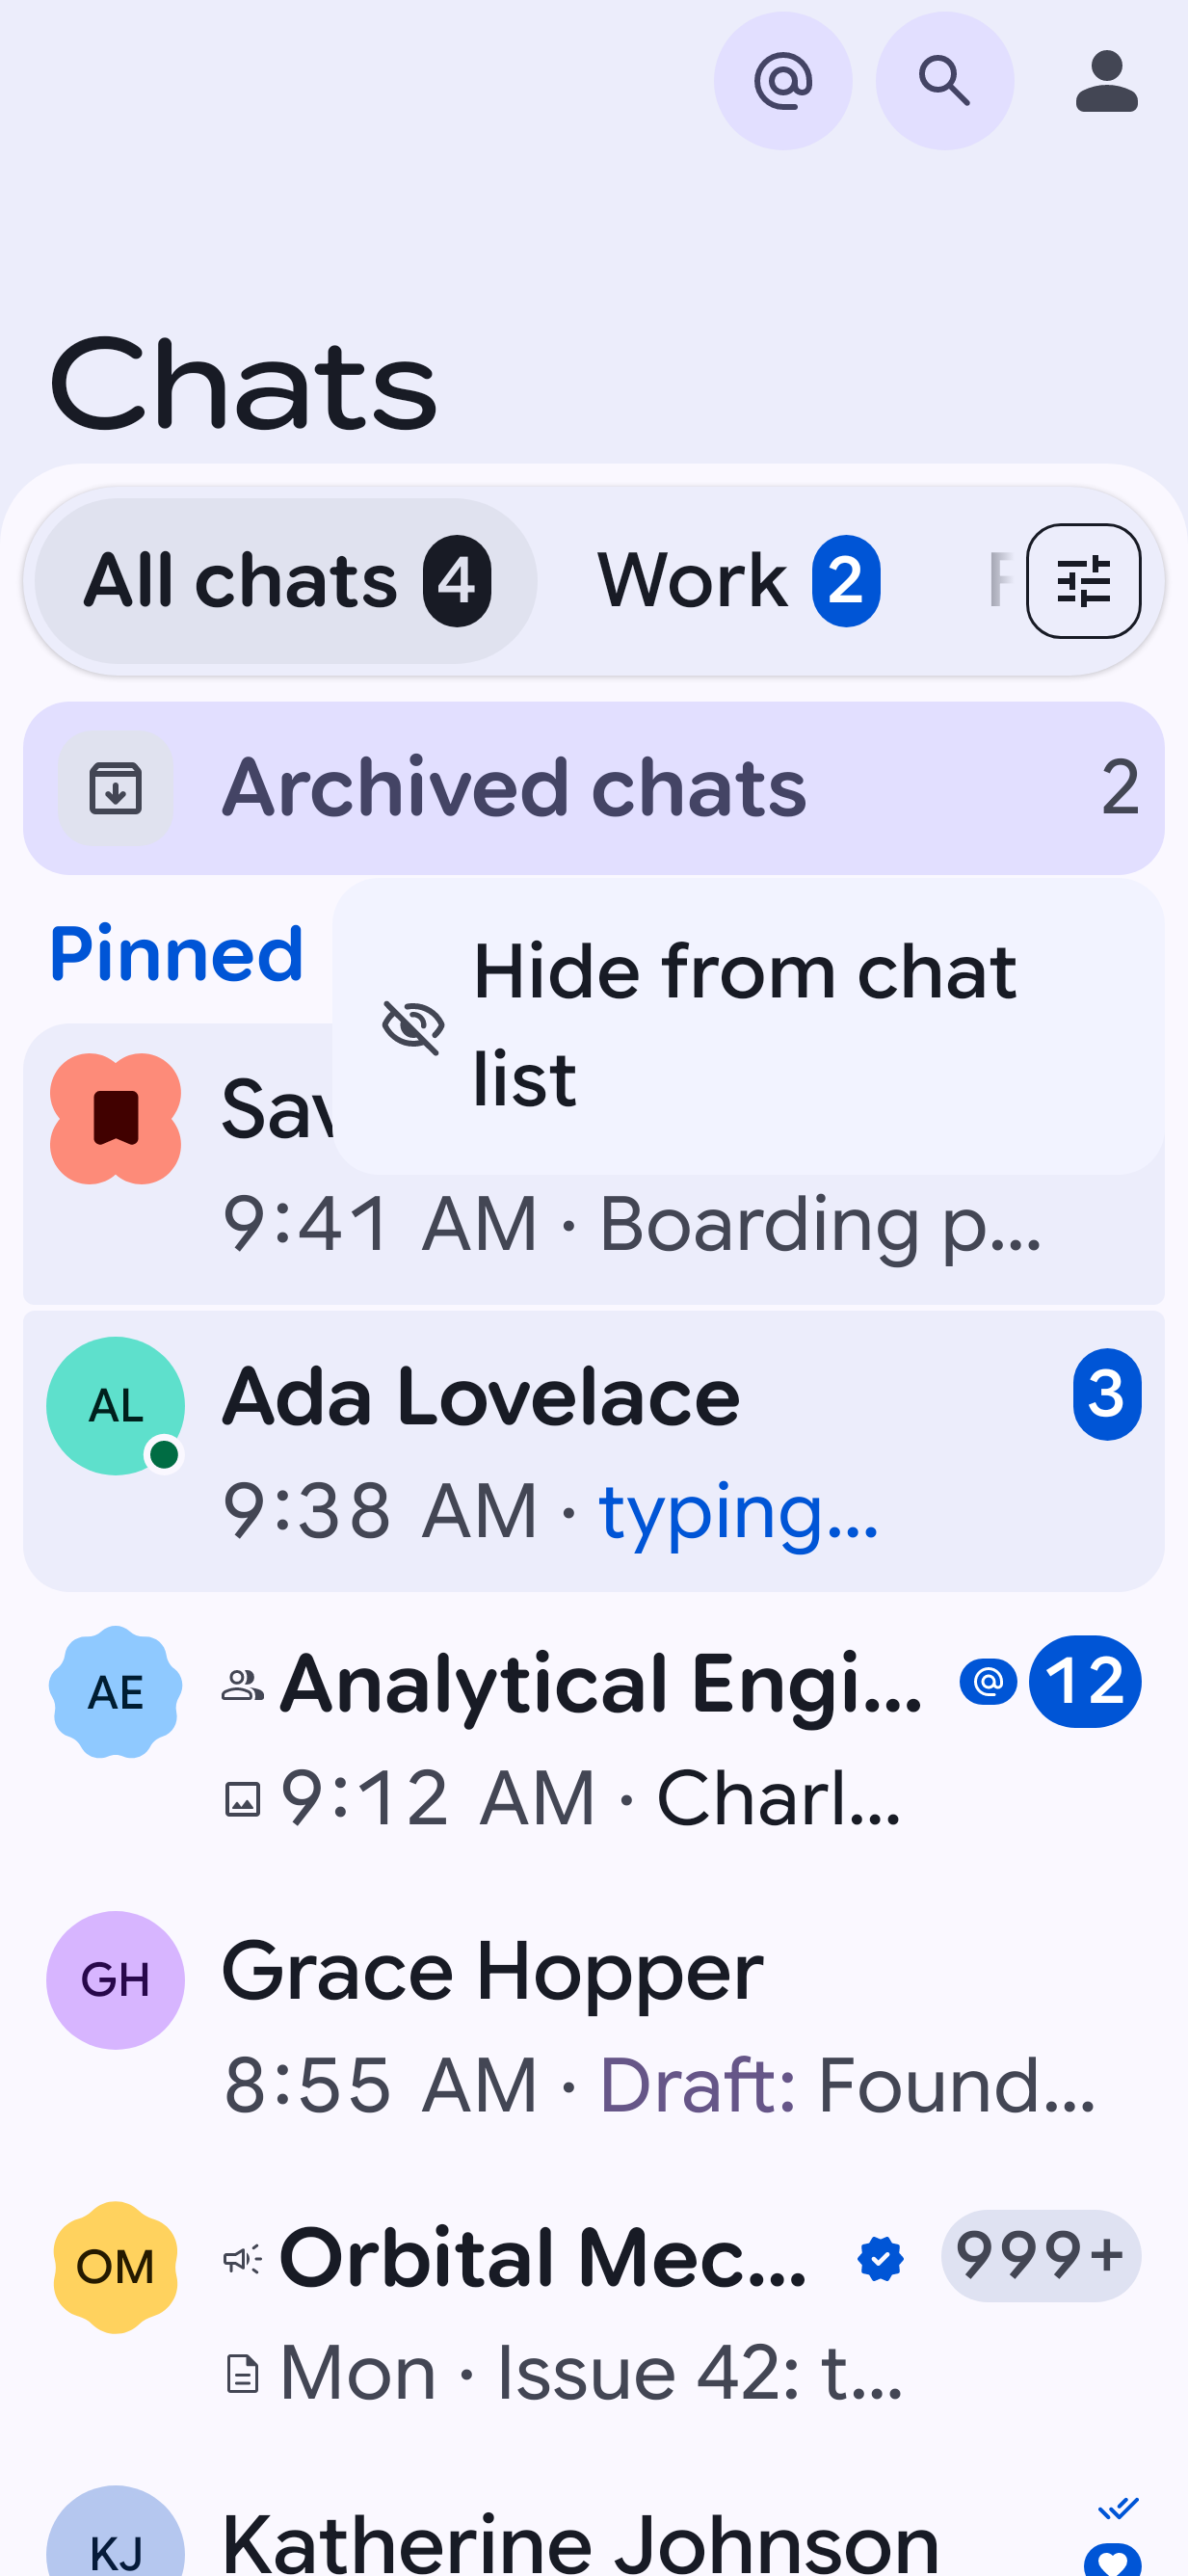 Chats
All chats 4 Work 2
Archived chats 2
Pinned
Hide from chat
list
9:41 AM · Boarding p...
AL Ada Lovelace 3
9:38 AM · typing...
AE Analytical Engi... @ 12
9:12 AM · Charl...
GH Grace Hopper
8:55 AM · Draft: Found...
OM Orbital Mec... 999+
Mon · Issue 42: t...
KJ Katherine Johnson